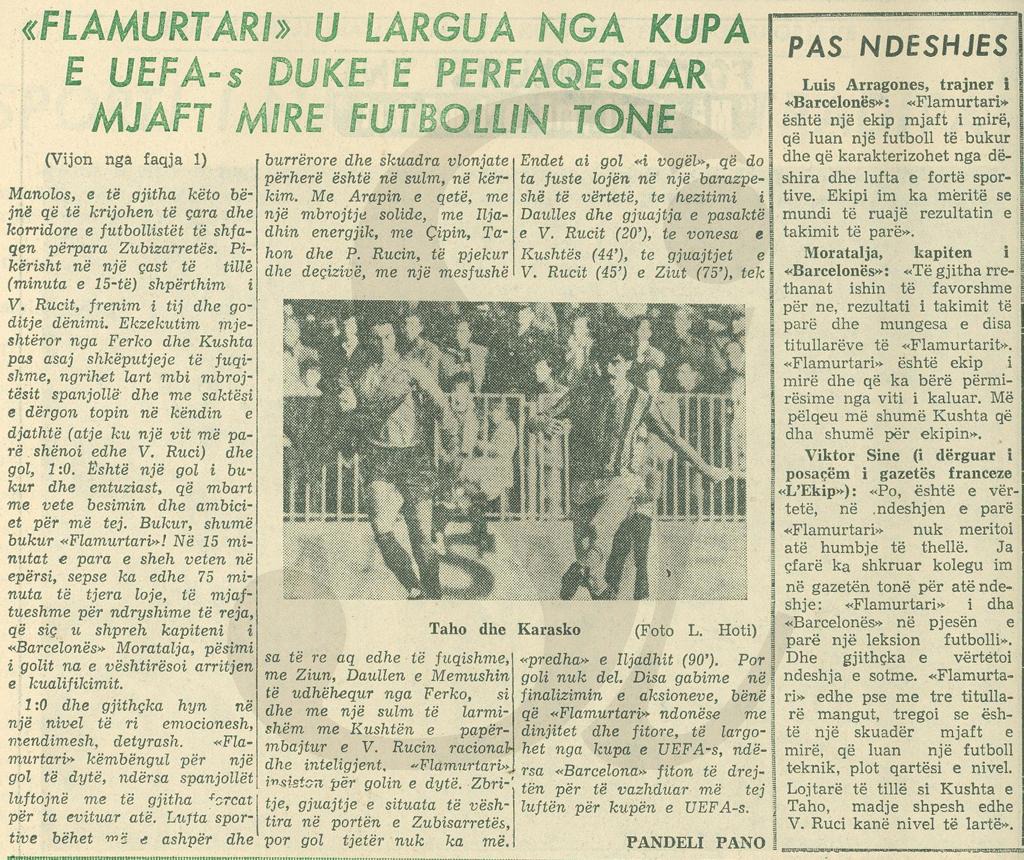 «FLAMURTARI» U LARGUA NGA KUPA
E UEFA-s DUKE E PERFAQESUAR
MJAFT MIRE FUTBOLLIN TONE
(Vijon nga faqja 1)
Manolos, e të gjitha këto bë-
jnë që të krijohen të çara dhe
korridore e futbollistët të shfa-
qen përpara Zubizarretës. Pi-
kërisht në një çast të tillë
(minuta e 15-të) shpërthim i
V. Rucit, frenim i tij dhe go-
ditje dënimi. Ekzekutim mje-
shtëror nga Ferko dhe Kushta
pas asaj shkëputjeje të fuqi-
shme, ngrihet lart mbi mbroj-
tësit spanjollë dhe me saktësi
e dërgon topin në këndin e
djathtë (atje ku një vit më pa-
rë shënoi edhe V. Ruci) dhe
gol, 1:0. Është një gol i bu-
kur dhe entuziast, që mbart
me vete besimin dhe ambici-
et për më tej. Bukur, shumë
bukur «Flamurtari»! Në 15 mi-
nutat e para e sheh veten në
epërsi, sepse ka edhe 75 mi-
nuta të tjera loje, të mjaf-
tueshme për ndryshime të reja,
që siç u shpreh kapiteni i
«Barcelonës» Moratalja, pësimi
i golit na e vështirësoi arritjen
e kualifikimit.
1:0 dhe gjithçka hyn në
një nivel të ri emocionesh,
mendimesh, detyrash. «Fla-
murtari» këmbëngul për një
gol të dytë, ndërsa spanjollët
luftojnë me të gjitha forcat
për ta evituar atë. Lufta spor-
tive bëhet më e ashpër dhe
burrërore dhe skuadra vlonjate
përherë është në sulm, në kër-
kim. Me Arapin e qetë, me
një mbrojtje solide, me Ilja-
dhin energjik, me Çipin, Ta-
hon dhe P. Rucin, të pjekur
dhe deçizivë, me një mesfushë
Endet ai gol «i vogël», që do
ta fuste lojën në një barazpe-
shë të vërtetë, te hezitimi i
Daulles dhe gjuajtja e pasaktë
e V. Rucit (20'), te vonesa e
Kushtës (44'), te gjuajtjet e
V. Rucit (45') e Ziut (75'), tek
Taho dhe Karasko (Foto L. Hoti)
sa të re aq edhe të fuqishme,
me Ziun, Daullen e Memushin
të udhëhequr nga Ferko, si
dhe me një sulm të larmi-
shëm me Kushtën e papër-
mbajtur e V. Rucin racional
dhe inteligjent. «Flamurtari»
insiston për golin e dytë. Zbri-
tje, gjuajtje e situata të vësh-
tira në portën e Zubisarretës,
por gol tjetër nuk ka më.
«predha» e Iljadhit (90'). Por
goli nuk del. Disa gabime në
finalizimin e aksioneve, bënë
që «Flamurtari» ndonëse me
dinjitet dhe fitore, të largo-
het nga kupa e UEFA-s, ndë-
rsa «Barcelona» fiton të drej-
tën për të vazhduar më tej
luftën për kupën e UEFA-s.
PANDELI PANO
PAS NDESHJES
Luis Arragones, trajner i
«Barcelonës»: «Flamurtari»
është një ekip mjaft i mirë,
që luan një futboll të bukur
dhe që karakterizohet nga dë-
shira dhe lufta e fortë spor-
tive. Ekipi im ka meritë se
mundi të ruajë rezultatin e
takimit të parë».
Moratalja, kapiten i
«Barcelonës»: «Të gjitha rre-
thanat ishin të favorshme
për ne, rezultati i takimit të
parë dhe mungesa e disa
titullarëve të «Flamurtarit».
«Flamurtari» është ekip i
mirë dhe që ka bërë përmi-
rësime nga viti i kaluar. Më
pëlqeu më shumë Kushta që
dha shumë për ekipin».
Viktor Sine (i dërguar i
posaçëm i gazetës franceze
«L'Ekip»): «Po, është e vër-
tetë, në ndeshjen e parë
«Flamurtari» nuk meritoi
atë humbje të thellë. Ja
çfarë ka shkruar kolegu im
në gazetën tonë për atë nde-
shje: «Flamurtari» i dha
«Barcelonës» në pjesën e
parë një leksion futbolli».
Dhe gjithçka e vërtetoi
ndeshja e sotme. «Flamurta-
ri» edhe pse me tre titulla-
rë mangut, tregoi se ësh-
të një skuadër mjaft e
mirë, që luan një futboll
teknik, plot qartësi e nivel.
Lojtarë të tillë si Kushta e
Taho, madje shpesh edhe
V. Ruci kanë nivel të lartë».